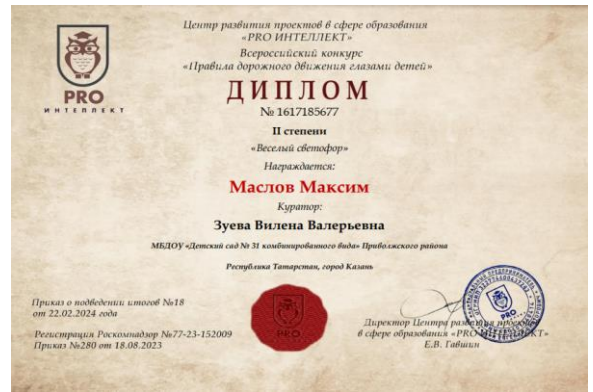 Центр развития проектов в сфере образования
«PRO ИНТЕЛЛЕКТ»
Всероссийский конкурс
«Правила дорожного движения глазами детей»
PRO
ИНТЕЛЛЕКТ
ДИПЛОМ
№ 1617185677
II степени
«Веселый светофор»
Награждается:
Маслов Максим
Куратор:
Зуева Вилена Валерьевна
МБДОУ «Детский сад № 31 комбинированного вида» Приволжского района
Республика Татарстан, город Казань
Приказ о подведении итогов №18
от 22.02.2024 года
Регистрация Роскомнадзор №77-23-152009
Приказ №280 от 18.08.2023
PRO
PRO
Директор Центра развития проектов
в сфере образования «PRO ИНТЕЛЛЕКТ»
Е.В. Гавшин